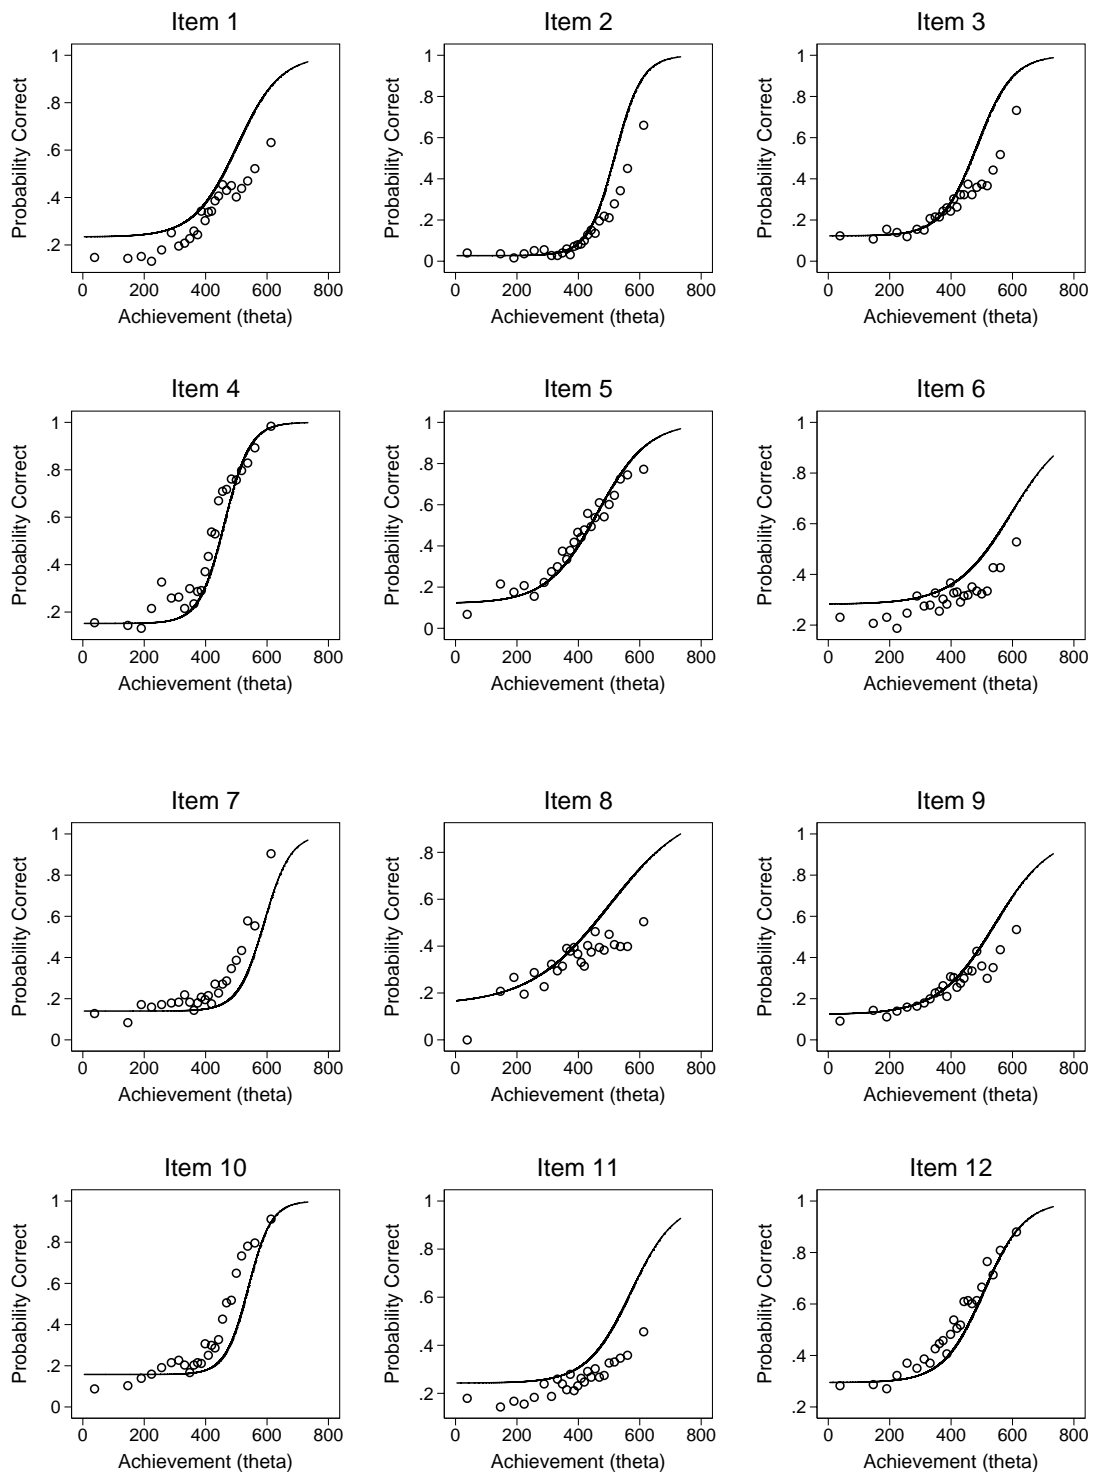 Item 1
Probability Correct
1
.8
.6
.4
.2
0 200 400 600 800
Achievement (theta)
Item 2
Probability Correct
1
.8
.6
.4
.2
0
0 200 400 600 800
Achievement (theta)
Item 3
Probability Correct
1
.8
.6
.4
.2
0
0 200 400 600 800
Achievement (theta)
Item 4
Probability Correct
1
.8
.6
.4
.2
0 200 400 600 800
Achievement (theta)
Item 5
Probability Correct
1
.8
.6
.4
.2
0
0 200 400 600 800
Achievement (theta)
Item 6
Probability Correct
1
.8
.6
.4
.2
0 200 400 600 800
Achievement (theta)
Item 7
Probability Correct
1
.8
.6
.4
.2
0
0 200 400 600 800
Achievement (theta)
Item 8
Probability Correct
.8
.6
.4
.2
0
0 200 400 600 800
Achievement (theta)
Item 9
Probability Correct
1
.8
.6
.4
.2
0
0 200 400 600 800
Achievement (theta)
Item 10
Probability Correct
1
.8
.6
.4
.2
0
0 200 400 600 800
Achievement (theta)
Item 11
Probability Correct
1
.8
.6
.4
.2
0 200 400 600 800
Achievement (theta)
Item 12
Probability Correct
1
.8
.6
.4
.2
0 200 400 600 800
Achievement (theta)